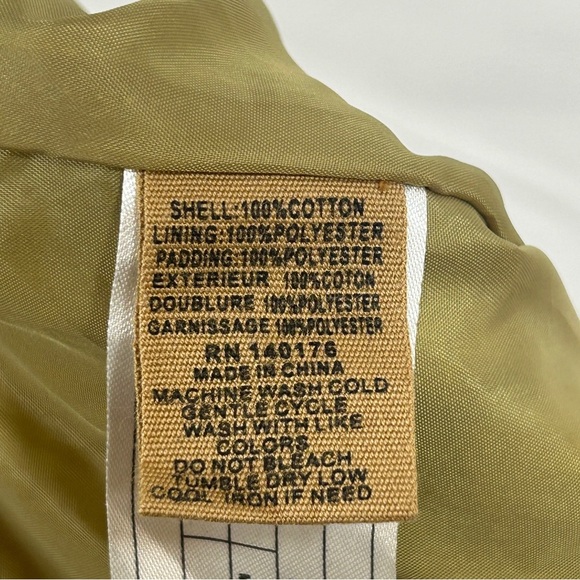 SHELL:100%COTTON
LINING:100%POLYESTER
PADDING:100%POLYESTER
EXTERIEUR 100%COTON
DOUBLURE 100%POLYESTER
GARNISSAGE 100%POLYESTER
RN 140176
MADE IN CHINA
MACHINE WASH COLD
GENTLE CYCLE
WASH WITH LIKE
COLORS
DO NOT BLEACH
TUMBLE DRY LOW
COOL IRON IF NEED